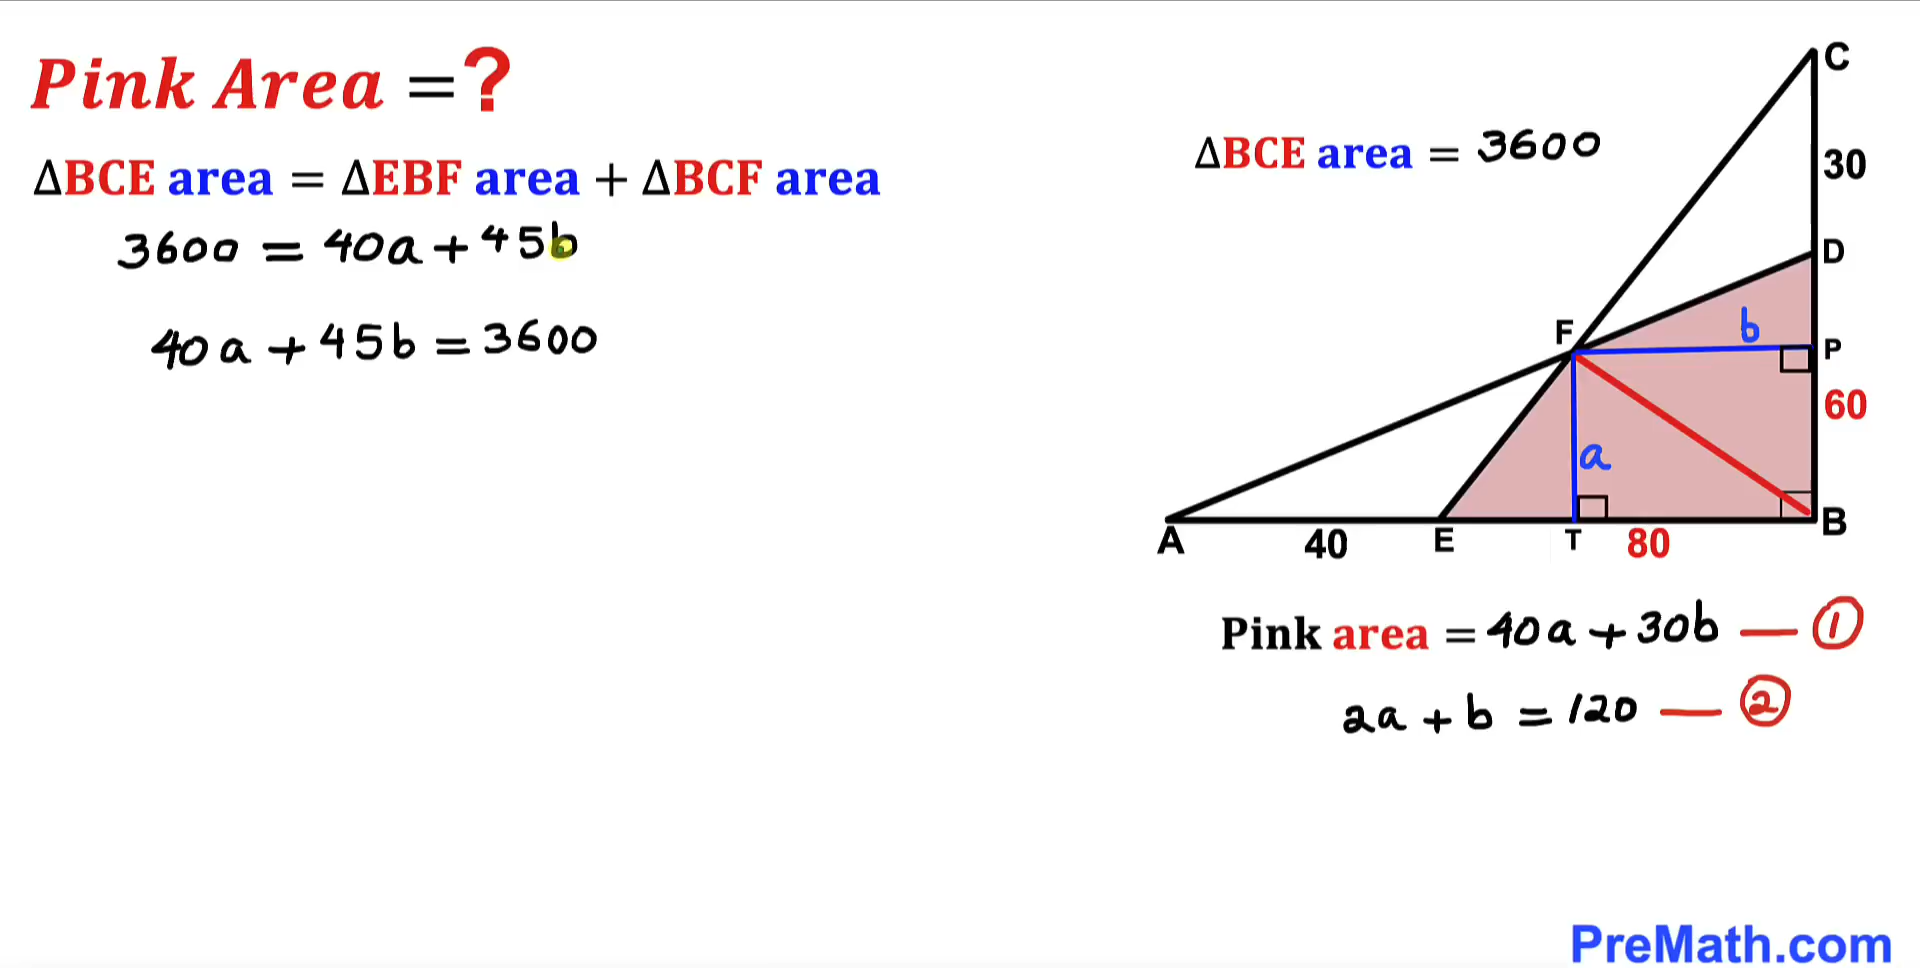 Pink Area =?
ΔBCE area = ΔEBF area + ΔBCF area
3600 = 40a + 45b
40a + 45b = 3600
ΔBCE area = 3600
C
30
D
F
b
P
60
a
A
40
E
T
80
B
Pink area = 40a + 30b — ①
2a + b = 120 — ②
PreMath.com